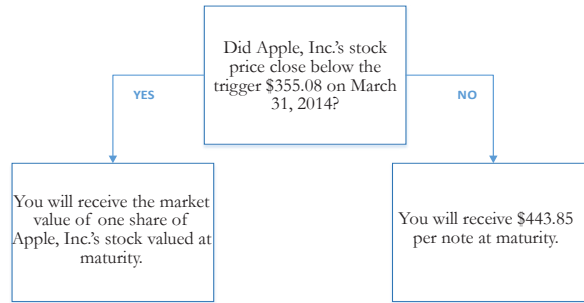 Did Apple, Inc.'s stock
price close below the
trigger $355.08 on March
31, 2014?
YES
NO
You will receive the market
value of one share of
Apple, Inc.'s stock valued at
maturity.
You will receive $443.85
per note at maturity.